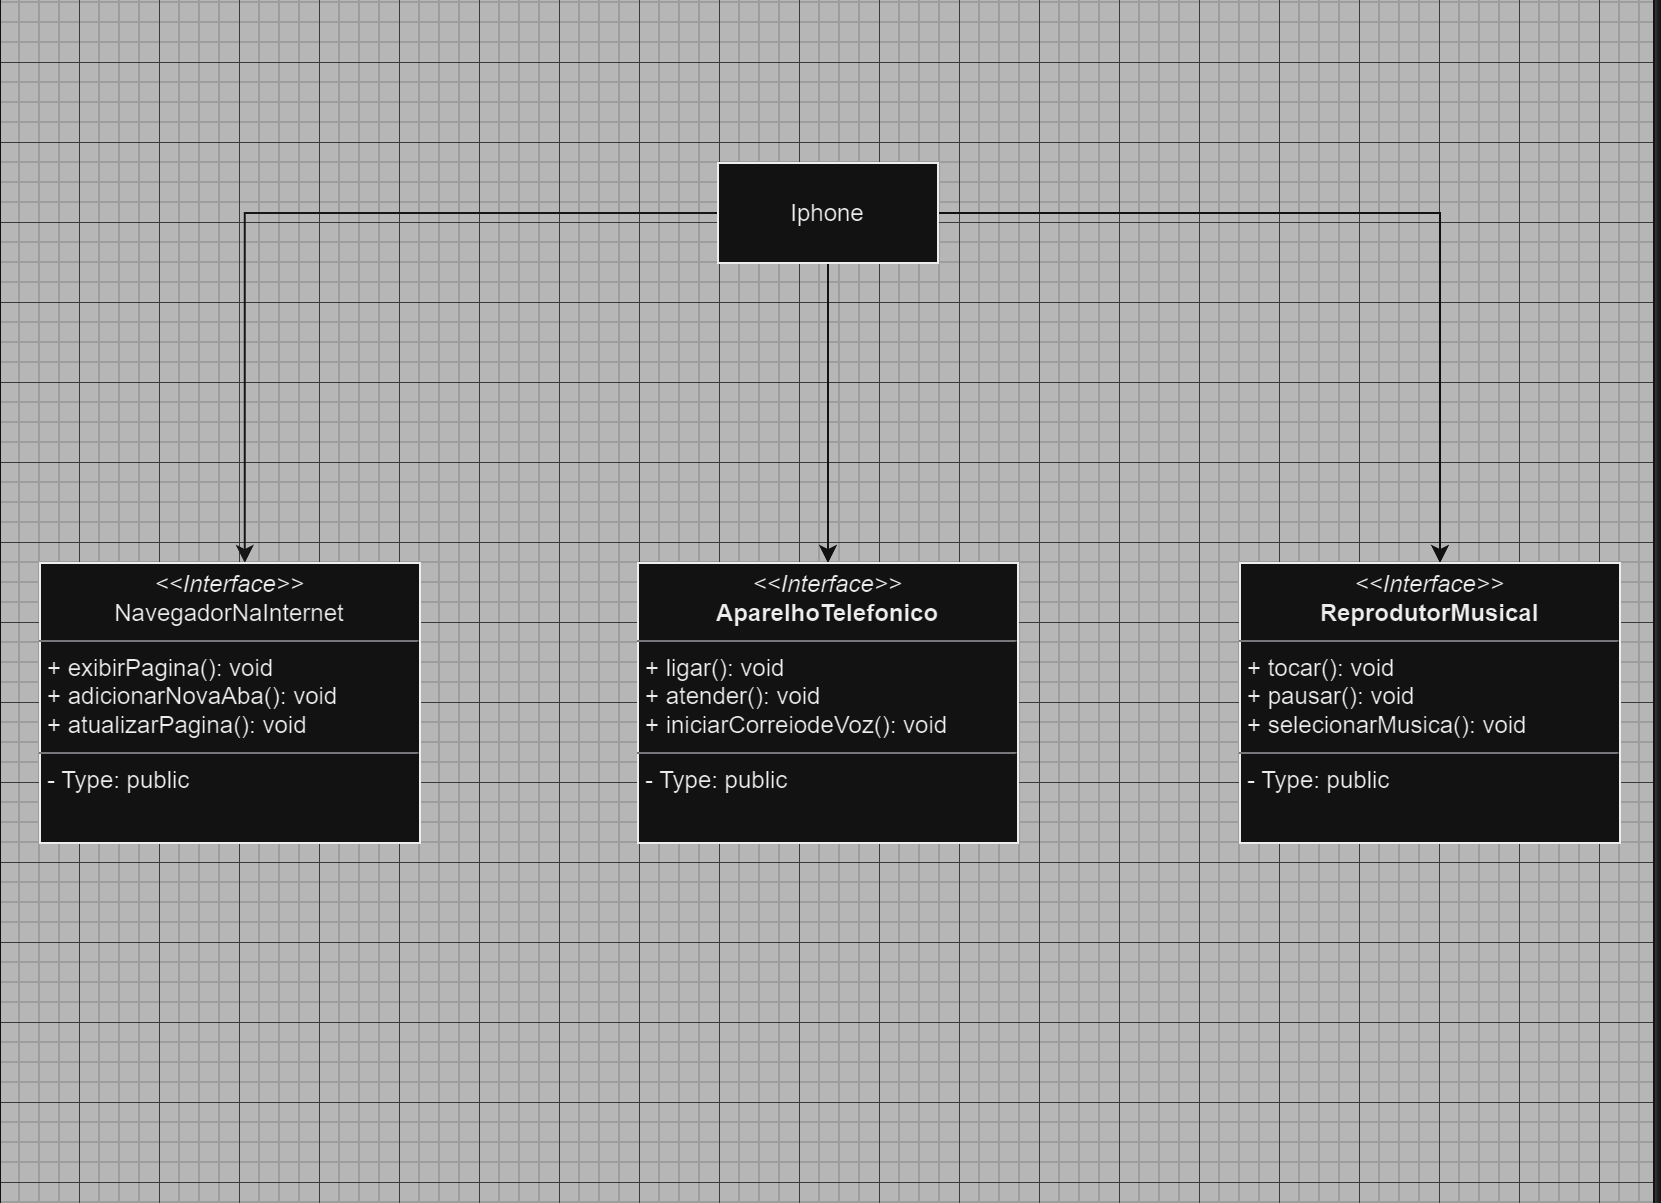 Iphone
<<Interface>>
NavegadorNaInternet
+ exibirPagina(): void
+ adicionarNovaAba(): void
+ atualizarPagina(): void
- Type: public
<<Interface>>
AparelhoTelefonico
+ ligar(): void
+ atender(): void
+ iniciarCorreiodeVoz(): void
- Type: public
<<Interface>>
ReprodutorMusical
+ tocar(): void
+ pausar(): void
+ selecionarMusica(): void
- Type: public